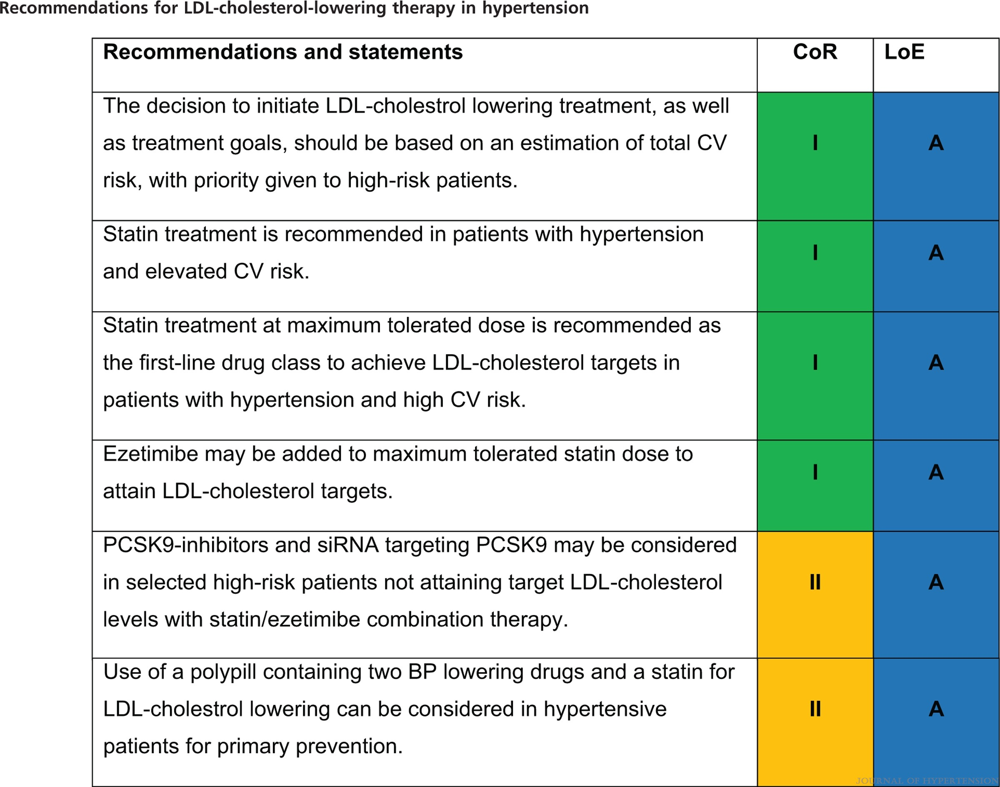 Recommendations for LDL-cholesterol-lowering therapy in hypertension
Recommendations and statements CoR LoE
The decision to initiate LDL-cholestrol lowering treatment, as well
as treatment goals, should be based on an estimation of total CV I A
risk, with priority given to high-risk patients.
Statin treatment is recommended in patients with hypertension
I A
and elevated CV risk.
Statin treatment at maximum tolerated dose is recommended as
the first-line drug class to achieve LDL-cholesterol targets in I A
patients with hypertension and high CV risk.
Ezetimibe may be added to maximum tolerated statin dose to
I A
attain LDL-cholesterol targets.
PCSK9-inhibitors and siRNA targeting PCSK9 may be considered
in selected high-risk patients not attaining target LDL-cholesterol II A
levels with statin/ezetimibe combination therapy.
Use of a polypill containing two BP lowering drugs and a statin for
LDL-cholestrol lowering can be considered in hypertensive II A
patients for primary prevention.
JOURNAL OF HYPERTENSION